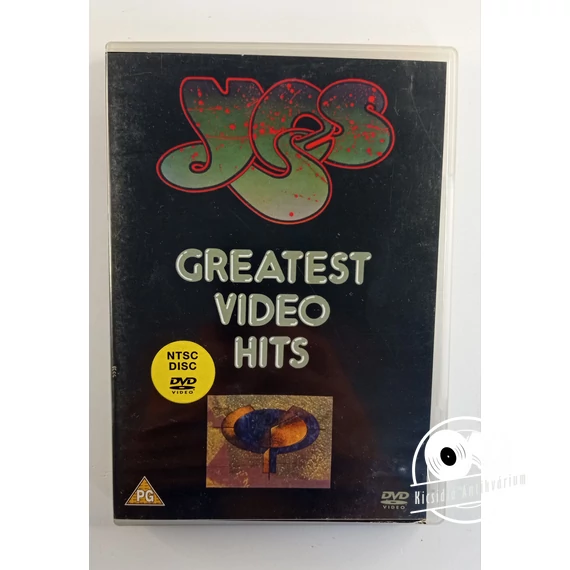 YES
GREATEST
VIDEO
HITS
NTSC
DISC
DVD
VIDEO
PG
DVD
VIDEO